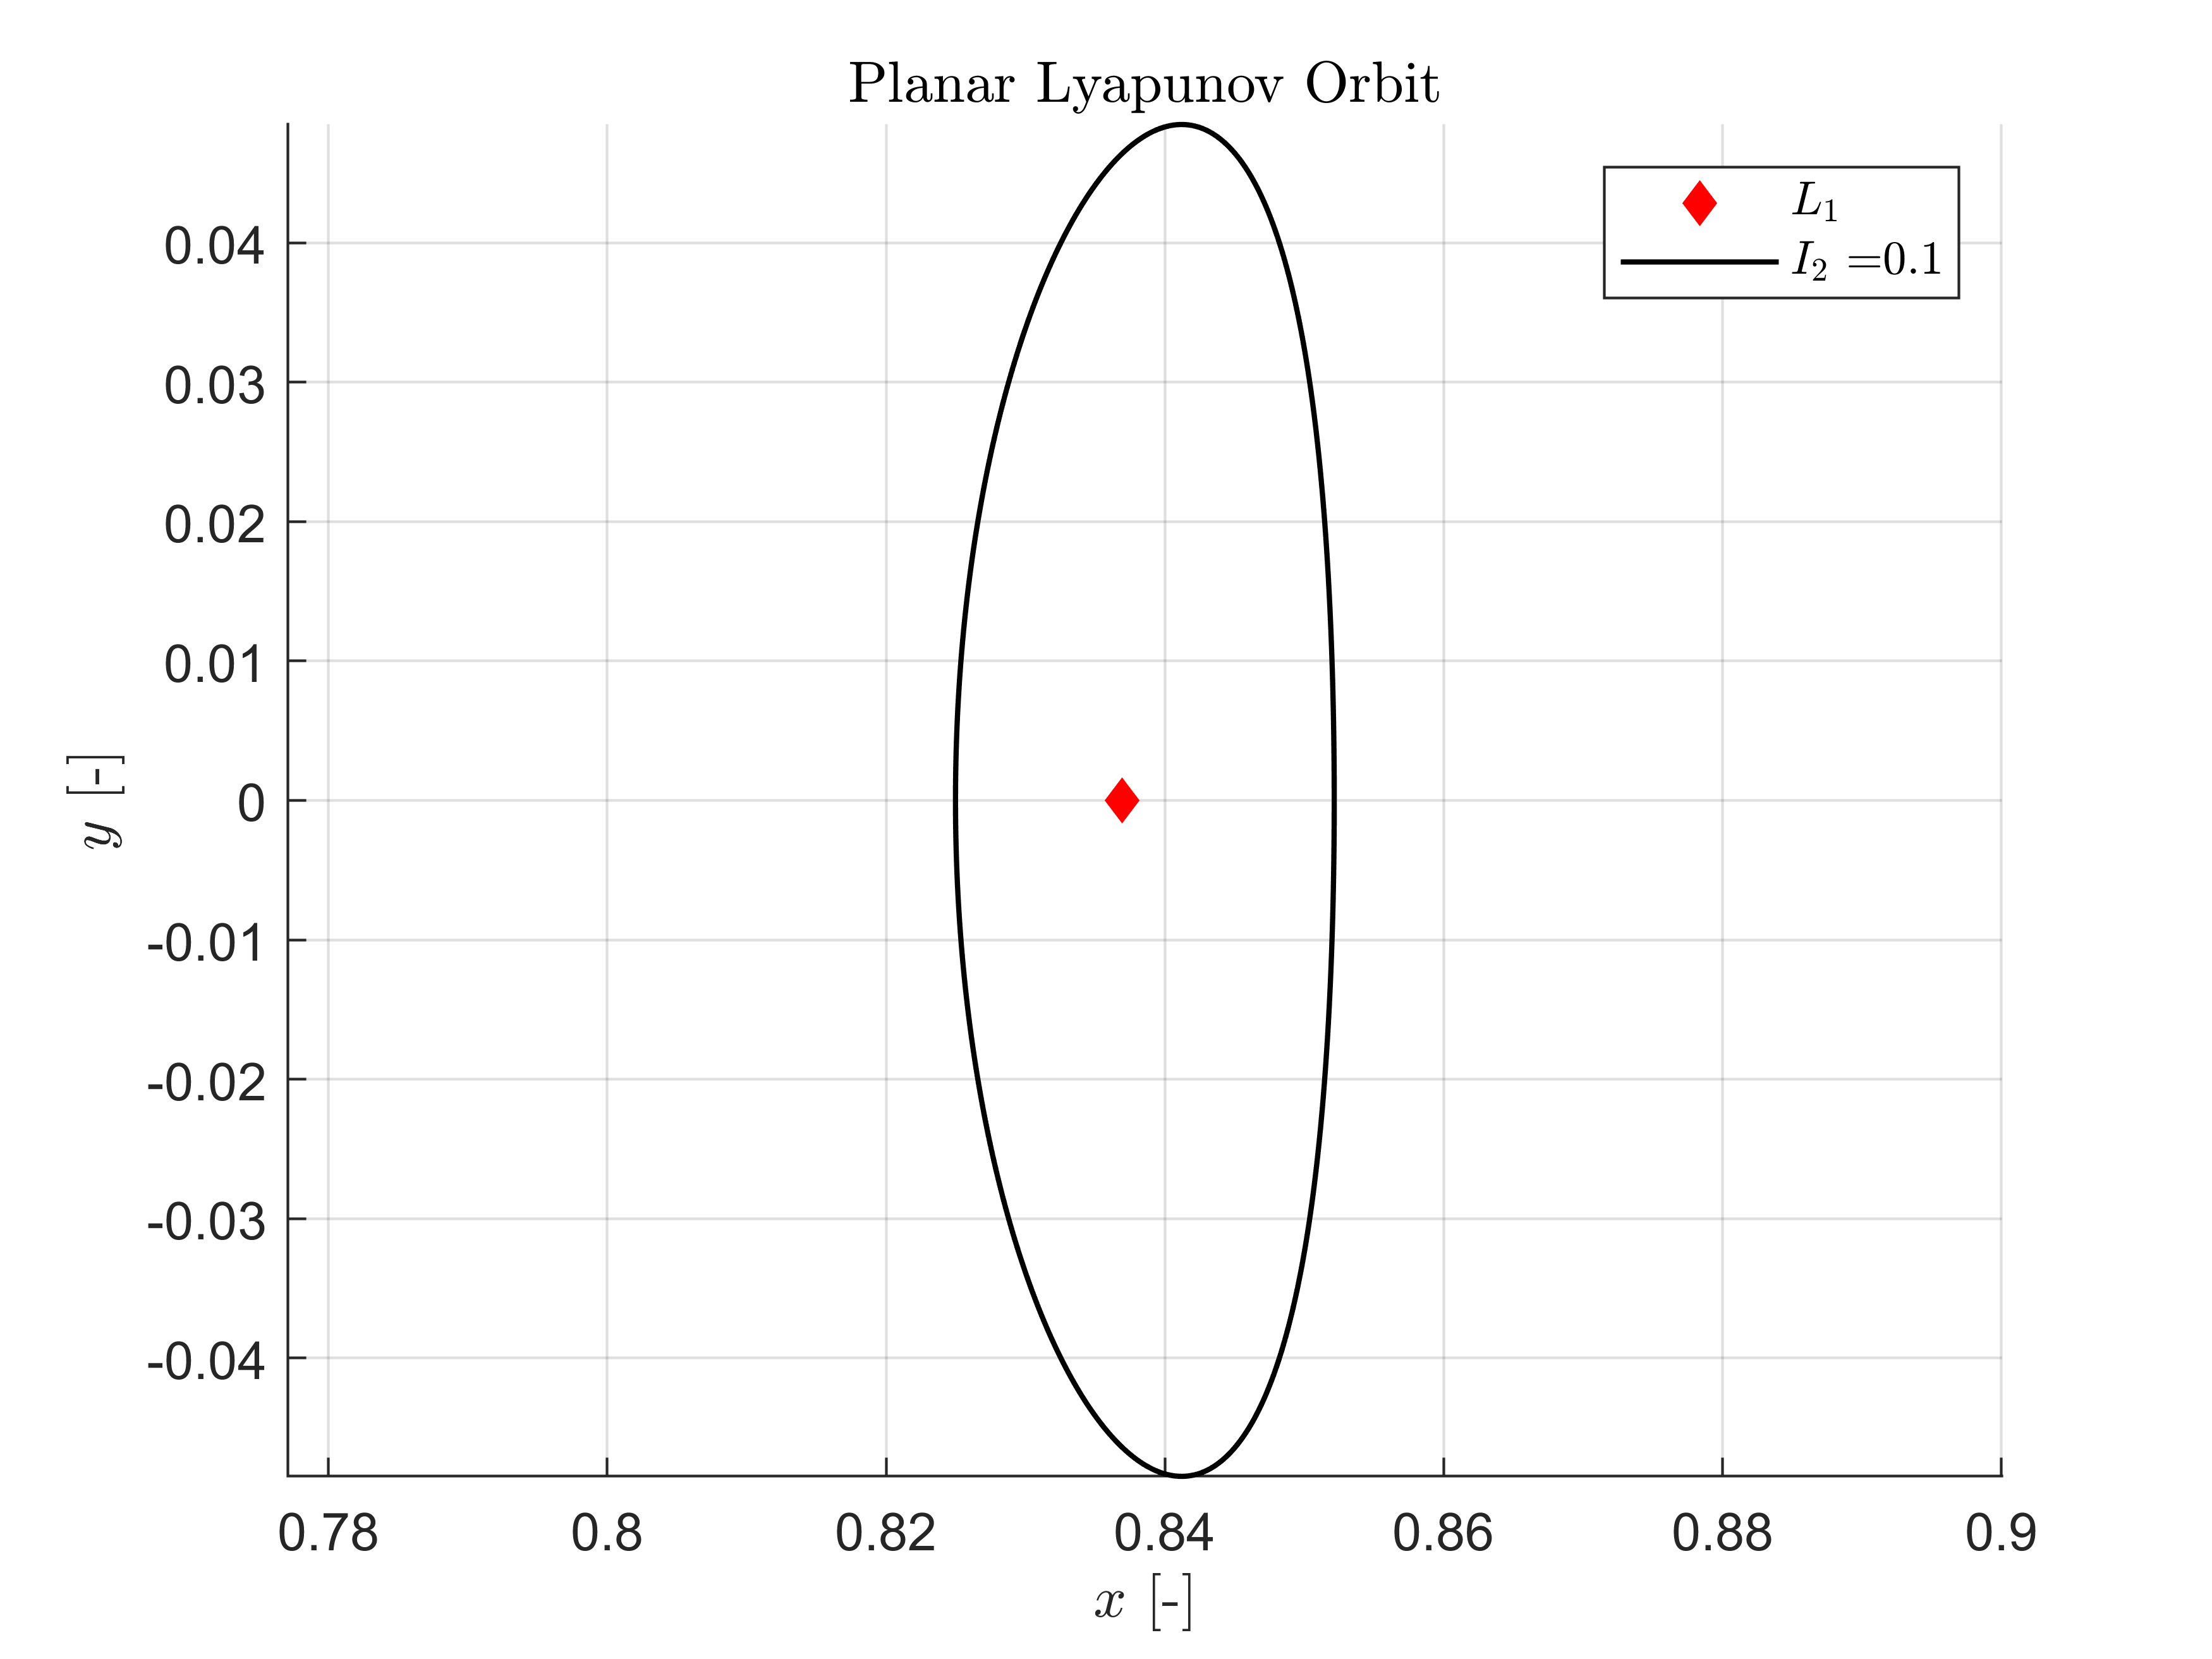 Planar Lyapunov Orbit
L₁
I₂ =0.1
0.04
0.03
0.02
0.01
0
-0.01
-0.02
-0.03
-0.04
y [-]
0.78 0.8 0.82 0.84 0.86 0.88 0.9
x [-]